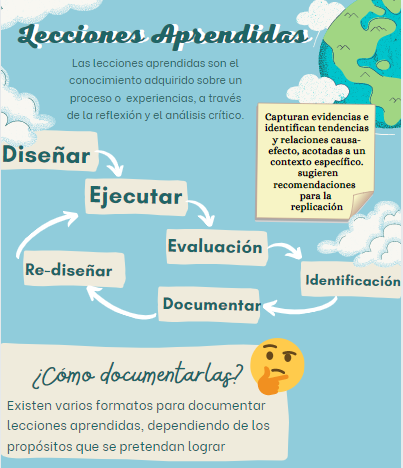 Lecciones Aprendidas
Las lecciones aprendidas son el
conocimiento adquirido sobre un
proceso o experiencias, a través
de la reflexión y el análisis crítico.
Capturan evidencias e
identifican tendencias
y relaciones causa-
efecto, acotadas a un
contexto específico.
sugieren
recomendaciones
para la
replicación
Diseñar
Ejecutar
Evaluación
Identificación
Documentar
Re-diseñar
¿Cómo documentarlas?
Existen varios formatos para documentar
lecciones aprendidas, dependiendo de los
propósitos que se pretendan lograr